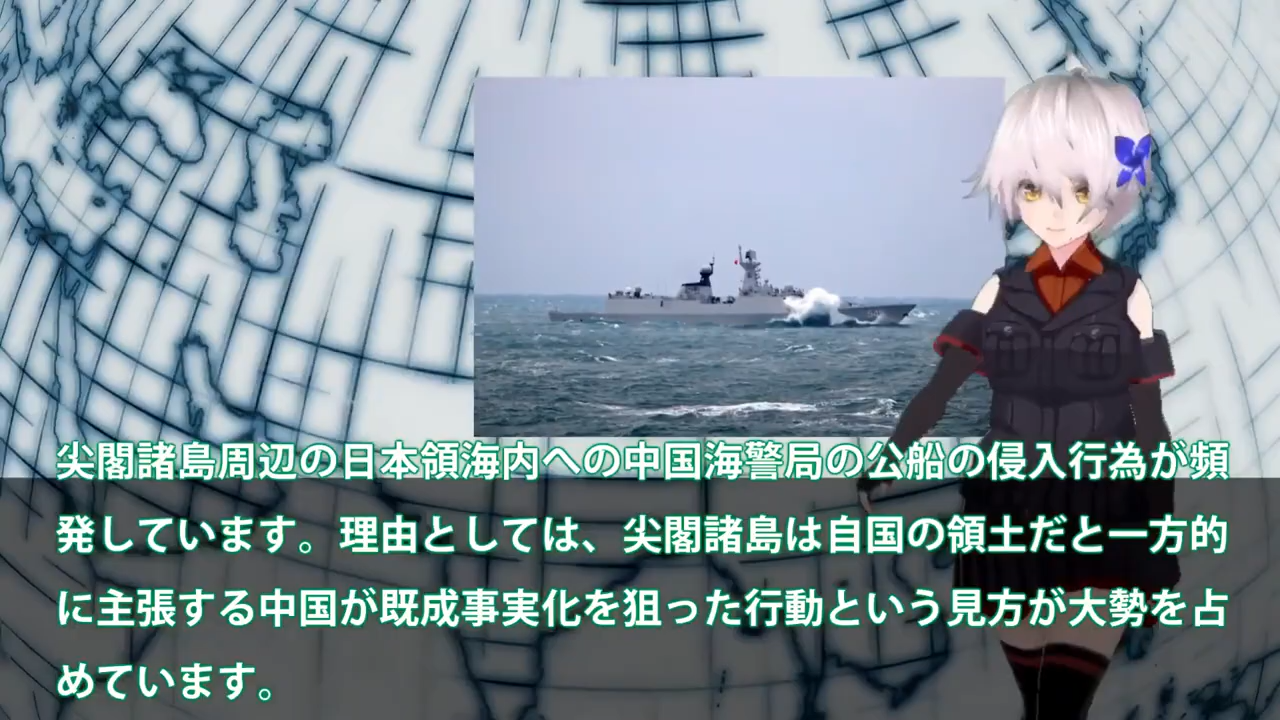 尖閣諸島周辺の日本領海内への中国海警局の公船の侵入行為が頻
発しています。理由としては、尖閣諸島は自国の領土だと一方的
に主張する中国が既成事実化を狙った行動という見方が大勢を占
めています。